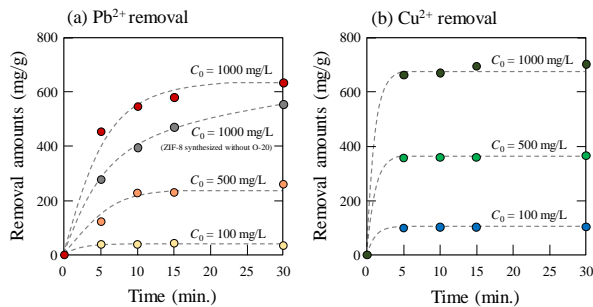 (a) Pb²⁺ removal
Removal amounts (mg/g)
800
600
400
200
0
C₀ = 1000 mg/L
C₀ = 1000 mg/L
(ZIF-8 synthesized without O-20)
C₀ = 500 mg/L
C₀ = 100 mg/L
0 5 10 15 20 25 30
Time (min.)
(b) Cu²⁺ removal
Removal amounts (mg/g)
800
600
400
200
0
C₀ = 1000 mg/L
C₀ = 500 mg/L
C₀ = 100 mg/L
0 5 10 15 20 25 30
Time (min.)